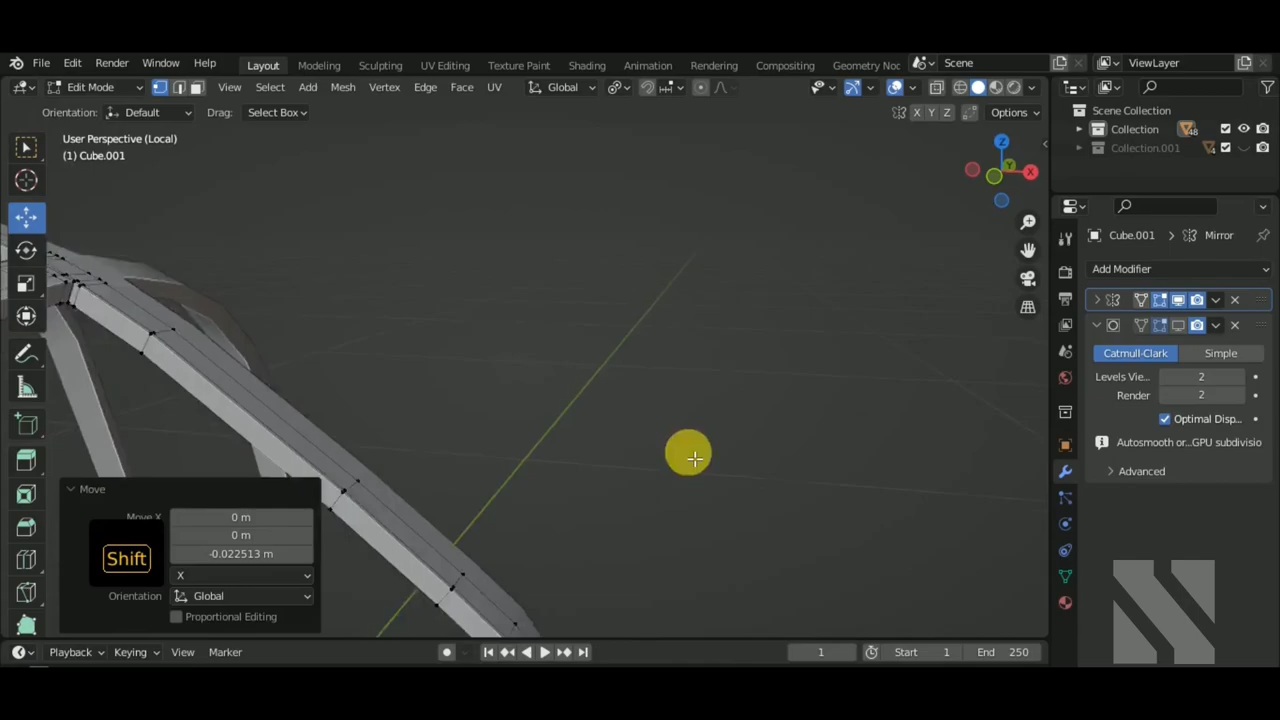 File Edit Render Window Help Layout Modeling Sculpting UV Editing Texture Paint Shading Animation Rendering Compositing Geometry Noc Scene ViewLayer
Edit Mode View Select Add Mesh Vertex Edge Face UV Global
Orientation: Default Drag: Select Box X Y Z Options
User Perspective (Local)
(1) Cube.001
Z
Y
X
Scene Collection
Collection 48
Collection.001 4
Cube.001 Mirror
Add Modifier
Catmull-Clark Simple
Levels Vie... 2
Render 2
Optimal Disp...
Autosmooth or...GPU subdivisio
Advanced
Move
Move X 0 m
0 m
-0.022513 m
Shift
X
Orientation Global
Proportional Editing
Playback Keying View Marker 1 Start 1 End 250